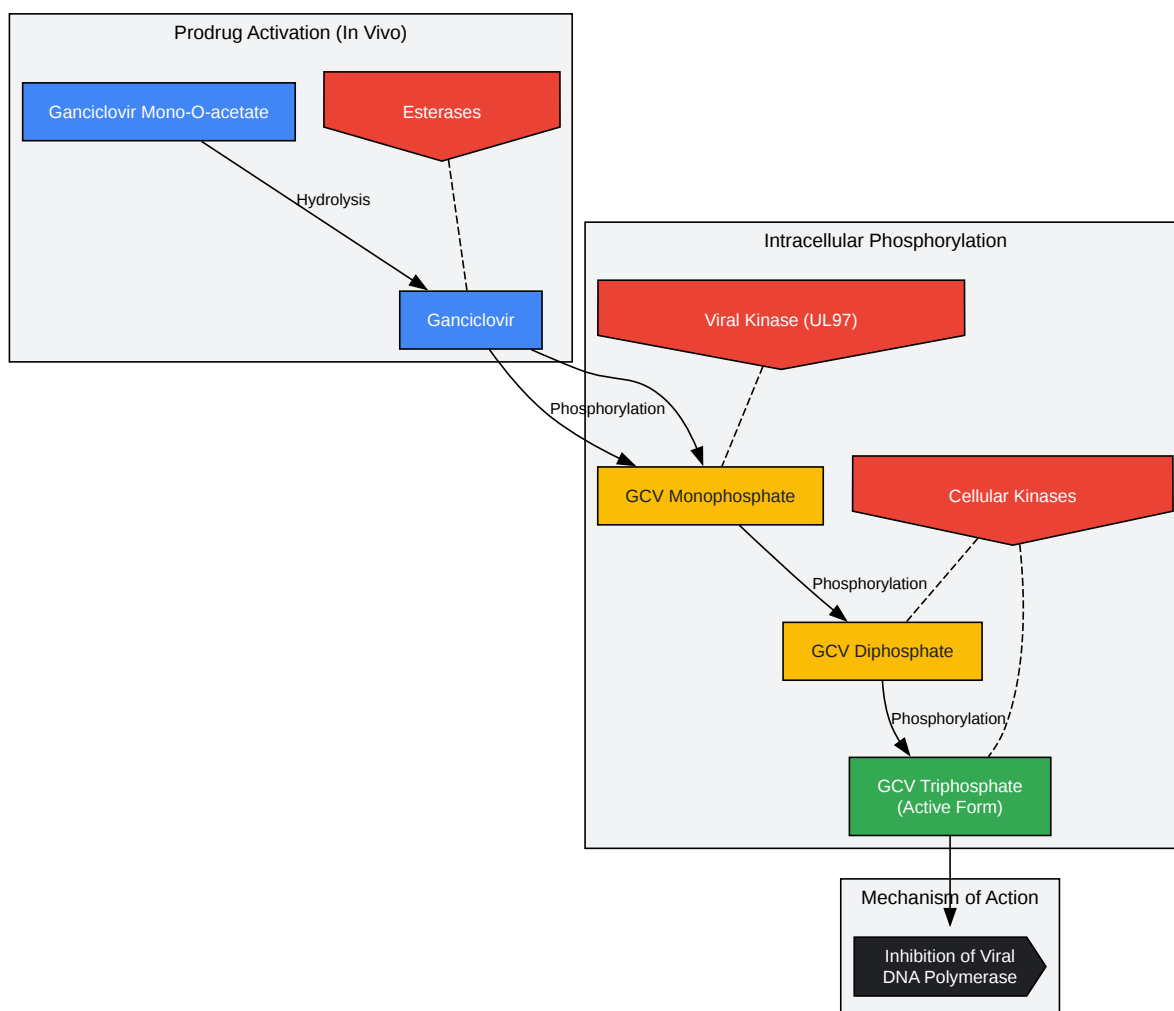 Prodrug Activation (In Vivo)
Ganciclovir Mono-O-acetate
Esterases
Hydrolysis
Ganciclovir
Intracellular Phosphorylation
Viral Kinase (UL97)
Phosphorylation
GCV Monophosphate
Cellular Kinases
Phosphorylation
GCV Diphosphate
Phosphorylation
GCV Triphosphate
(Active Form)
Mechanism of Action
Inhibition of Viral
DNA Polymerase